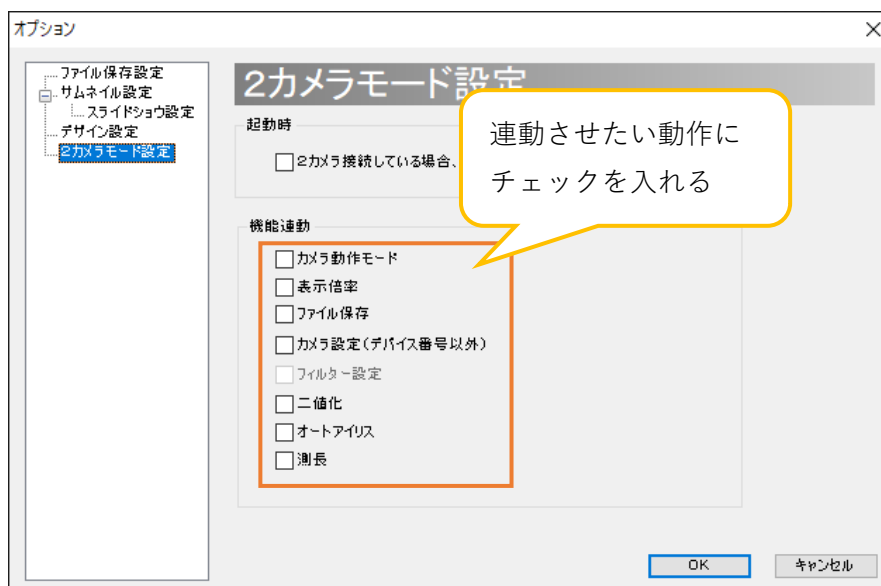 オプション
ファイル保存設定
サムネイル設定
スライドショウ設定
デザイン設定
2カメラモード設定
2カメラモード設定
起動時
2カメラ接続している場合、
連動させたい動作に
チェックを入れる
機能連動
カメラ動作モード
表示倍率
ファイル保存
カメラ設定(デバイス番号以外)
フィルター設定
二値化
オートアイリス
測長
OK
キャンセル